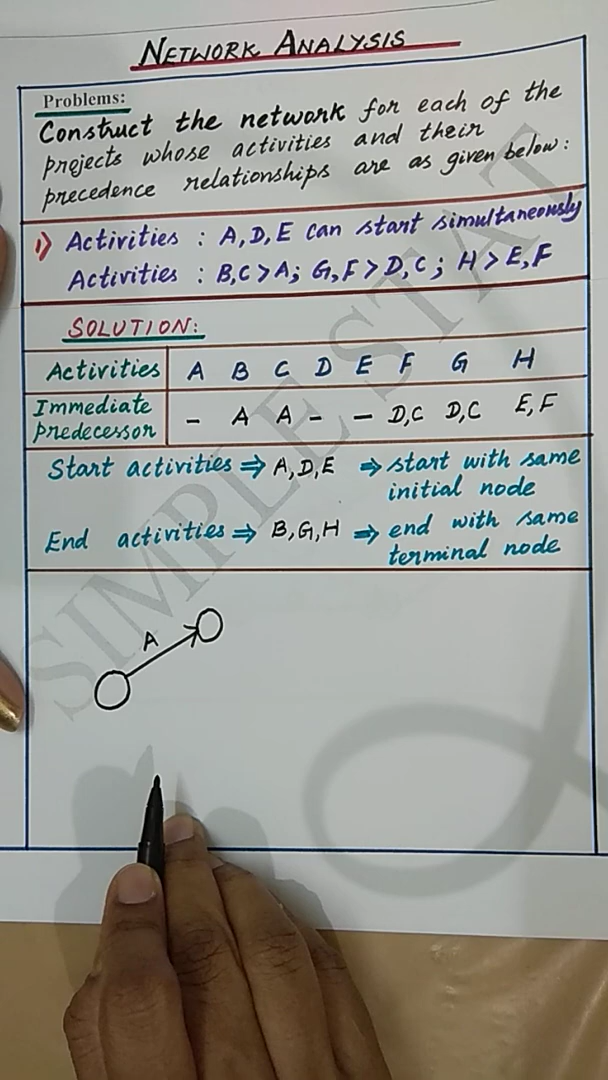 NETWORK ANALYSIS
Problems:
Construct the network for each of the
projects whose activities and their
precedence relationships are as given below:
1) Activities : A,D,E can start simultaneously
Activities : B,C>A; G,F>D,C; H>E,F
SOLUTION:
Activities A B C D E F G H
Immediate predecessor - A A - - D,C D,C E,F
Start activities ⇒ A,D,E ⇒ start with same
initial node
End activities ⇒ B,G,H ⇒ end with same
terminal node
A
SIMPLE STAT